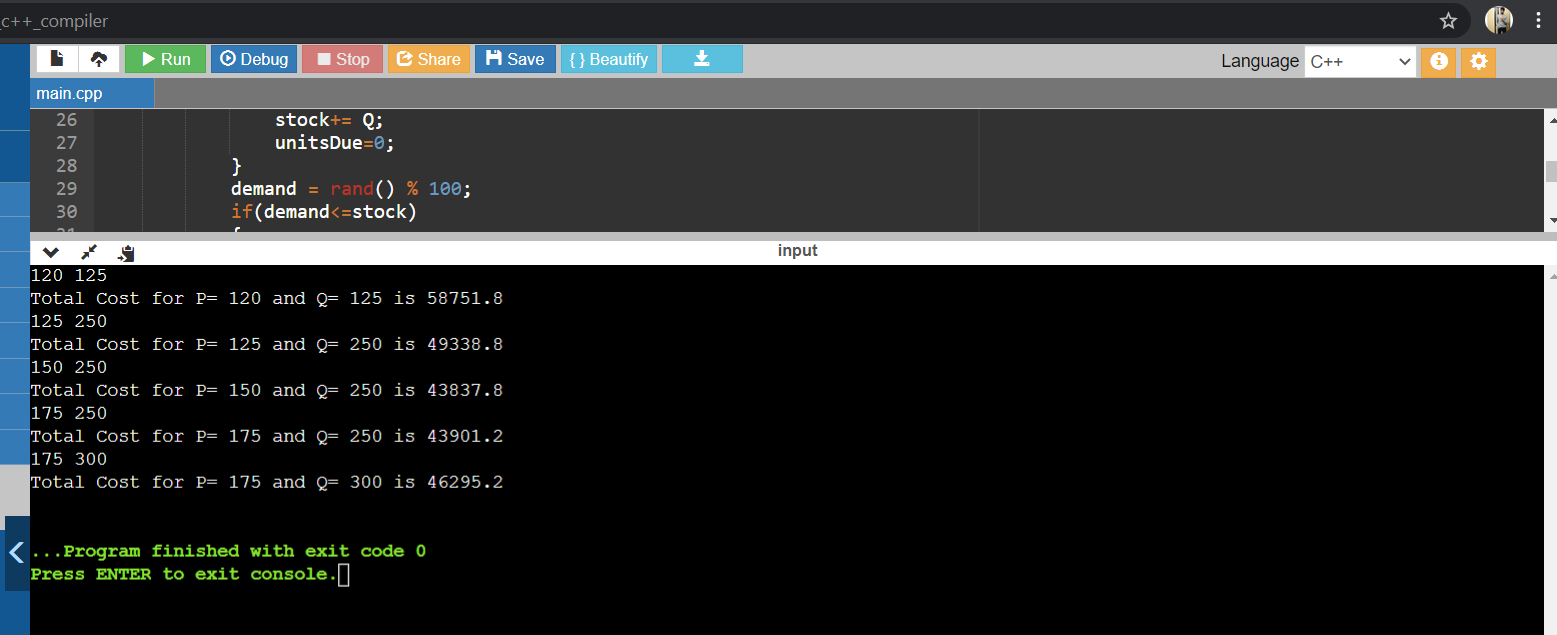 c++_compiler
Run Debug Stop Share Save { } Beautify Language C++
main.cpp
26 stock+= Q;
27 unitsDue=0;
28 }
29 demand = rand() % 100;
30 if(demand<=stock)
31 {
input
120 125
Total Cost for P= 120 and Q= 125 is 58751.8
125 250
Total Cost for P= 125 and Q= 250 is 49338.8
150 250
Total Cost for P= 150 and Q= 250 is 43837.8
175 250
Total Cost for P= 175 and Q= 250 is 43901.2
175 300
Total Cost for P= 175 and Q= 300 is 46295.2
...Program finished with exit code 0
Press ENTER to exit console.